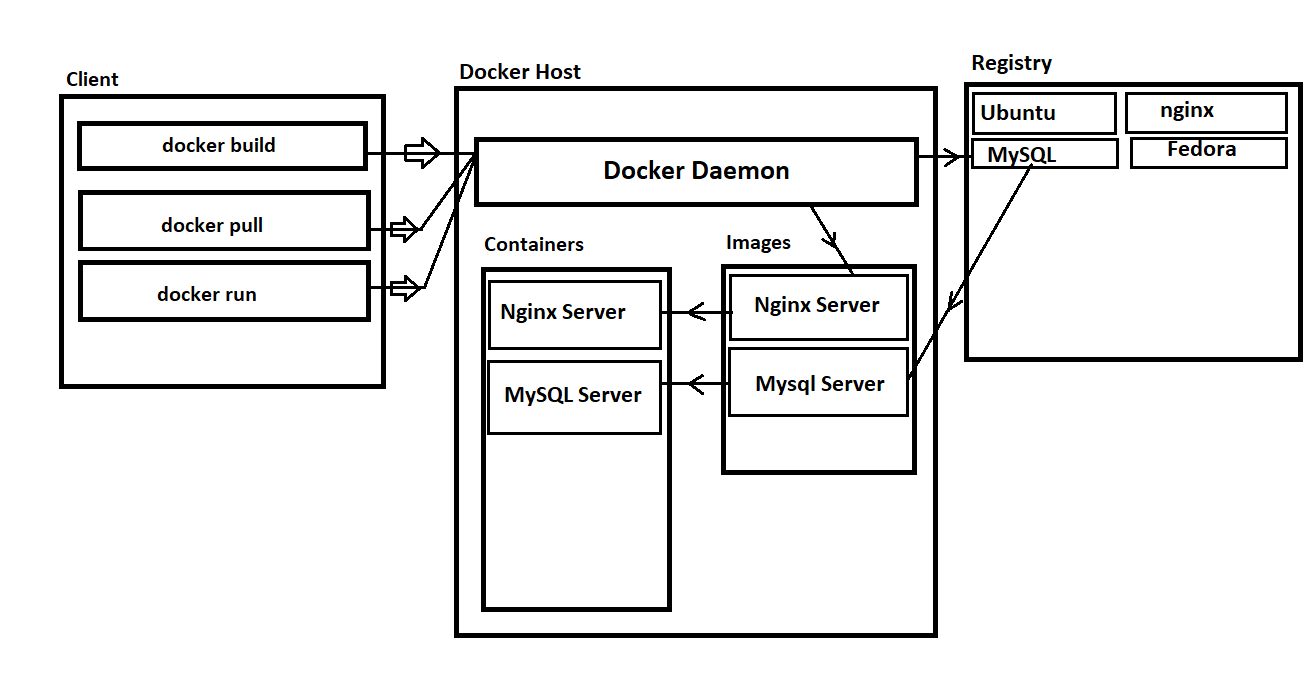 Client
docker build
docker pull
docker run
Docker Host
Docker Daemon
Containers
Nginx Server
MySQL Server
Images
Nginx Server
Mysql Server
Registry
Ubuntu
nginx
MySQL
Fedora